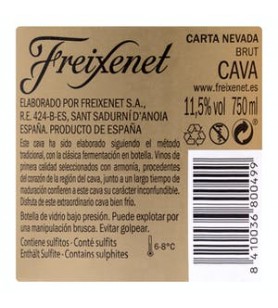 Freixenet
CARTA NEVADA
BRUT
CAVA
www.freixenet.es
11,5% vol 750 ml
ELABORADO POR FREIXENET S.A.,
R.E. 424-B-ES, SANT SADURNÍ D'ANOIA
ESPAÑA. PRODUCTO DE ESPAÑA
Este cava ha sido elaborado siguiendo el método
tradicional, con la clásica fermentación en botella. Vinos de
primera calidad seleccionados con armonía, procedentes
del corazón de la región del cava, junto a un largo tiempo de
maduración confieren a este cava su carácter inconfundible.
Disfruta de este extraordinario cava bien frío.
Botella de vidrio bajo presión. Puede explotar por
una manipulación brusca. Evitar golpear.
Contiene sulfitos - Conté sulfits
Enthält Sulfite - Contains sulphites
6-8°C
8 410036 800499